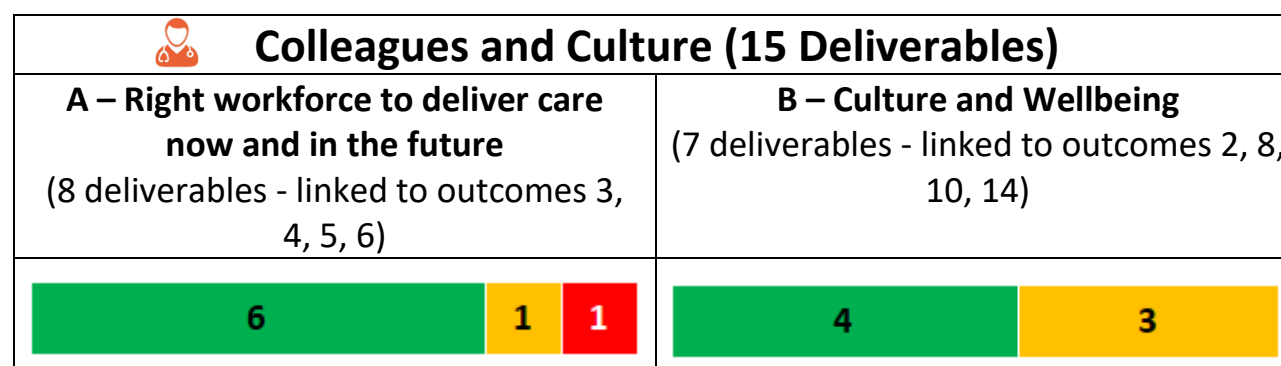 Colleagues and Culture (15 Deliverables)
A – Right workforce to deliver care
now and in the future
(8 deliverables - linked to outcomes 3,
4, 5, 6)
B – Culture and Wellbeing
(7 deliverables - linked to outcomes 2, 8,
10, 14)
6 1 1
4 3